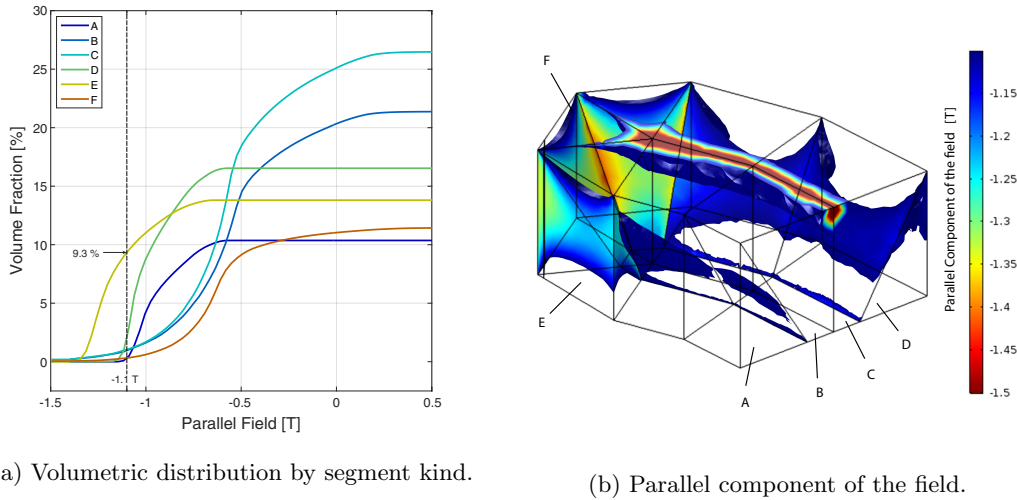 30
25
20
15
10
5
0
Volume Fraction [%]
A
B
C
D
E
F
9.3 %
-1.1 T
-1.5
-1
-0.5
0
0.5
Parallel Field [T]
a) Volumetric distribution by segment kind.
F
E
A
B
C
D
Parallel Component of the field [T]
-1.15
-1.2
-1.25
-1.3
-1.35
-1.4
-1.45
-1.5
(b) Parallel component of the field.